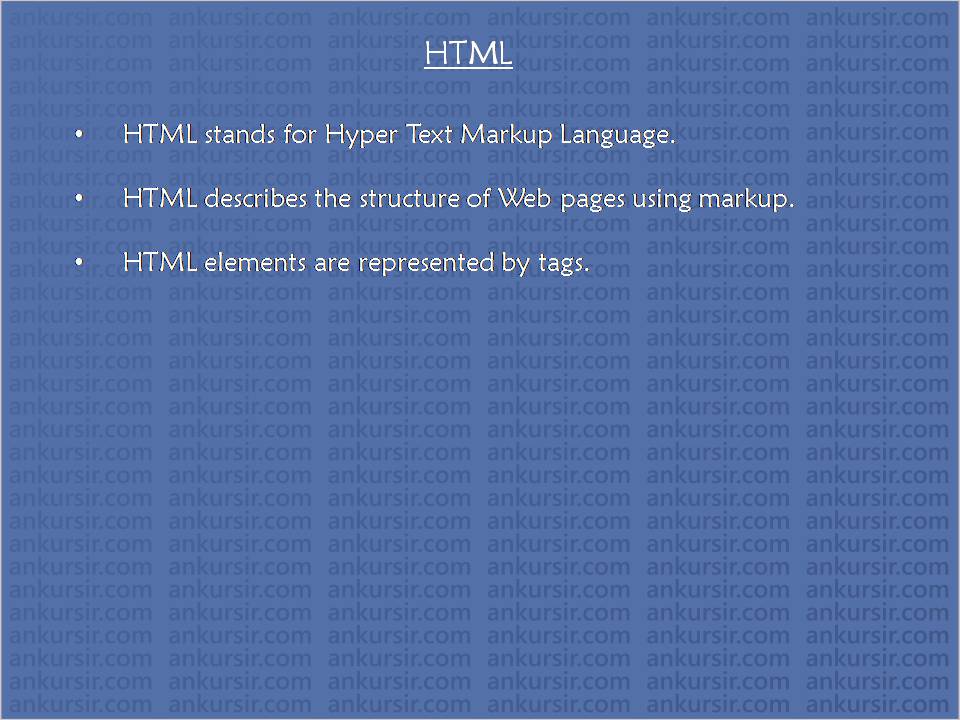 HTML
• HTML stands for Hyper Text Markup Language.
• HTML describes the structure of Web pages using markup.
• HTML elements are represented by tags.
ankursir.com